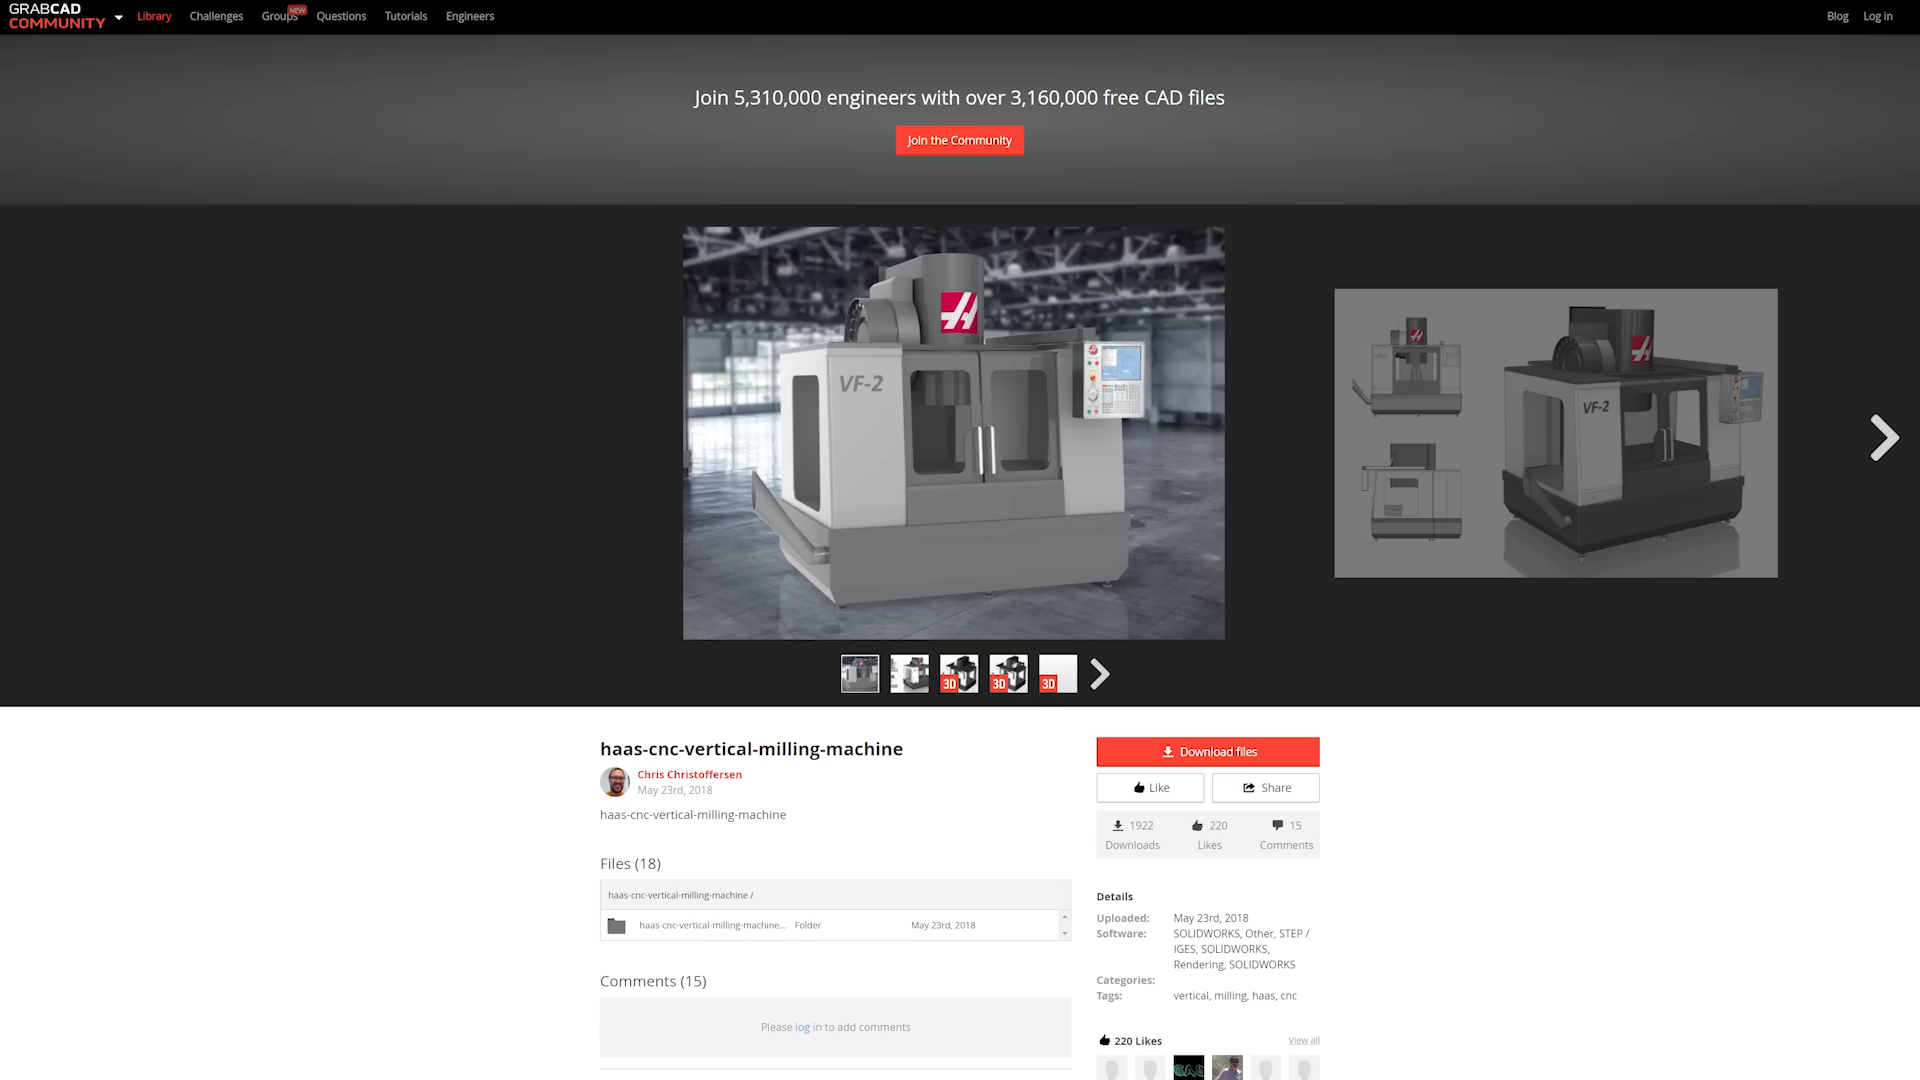 GRABCAD
COMMUNITY
Library
Challenges
Groups
NEW
Questions
Tutorials
Engineers
Blog
Log in
Join 5,310,000 engineers with over 3,160,000 free CAD files
Join the Community
VF-2
VF-2
3D
3D
3D
haas-cnc-vertical-milling-machine
Chris Christoffersen
May 23rd, 2018
haas-cnc-vertical-milling-machine
Files (18)
haas-cnc-vertical-milling-machine /
haas-cnc-vertical-milling-machine... Folder May 23rd, 2018
Comments (15)
Please log in to add comments
Download files
Like
Share
1922
Downloads
220
Likes
15
Comments
Details
Uploaded: May 23rd, 2018
Software: SOLIDWORKS, Other, STEP /
IGES, SOLIDWORKS,
Rendering, SOLIDWORKS
Categories:
Tags: vertical, milling, haas, cnc
220 Likes
View all